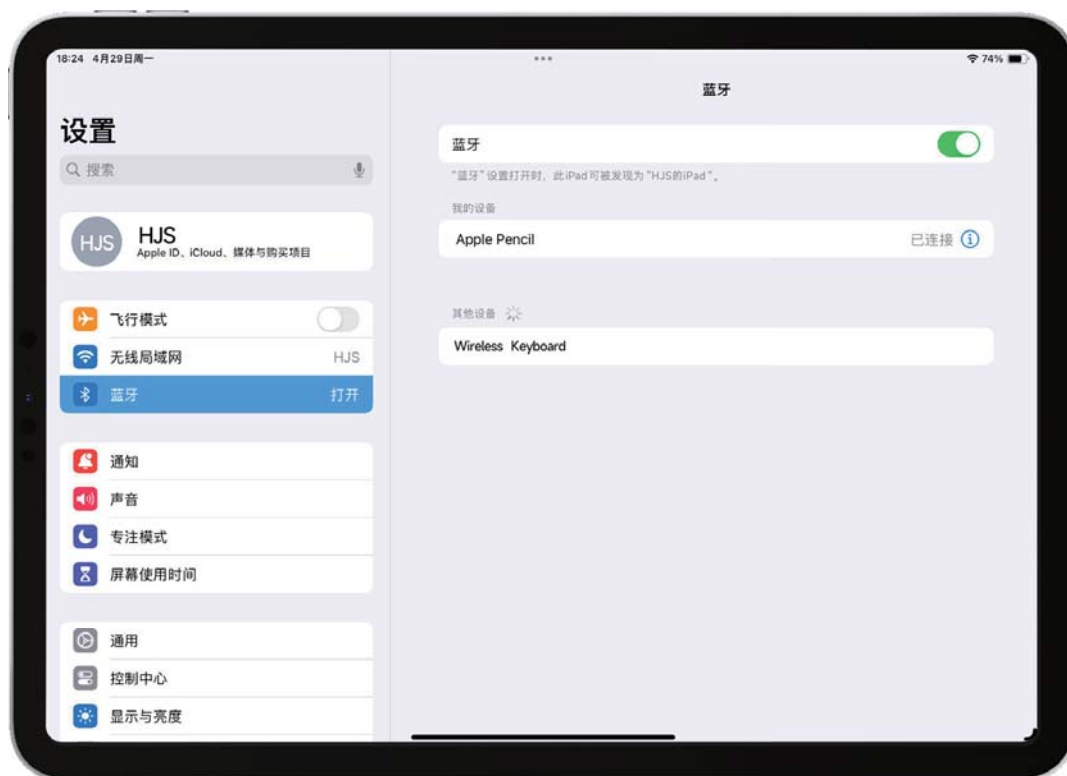 18:24 4月29日周一
74%
设置
搜索
HJS
HJS
Apple ID、iCloud、媒体与购买项目
飞行模式
无线局域网 HJS
蓝牙 打开
通知
声音
专注模式
屏幕使用时间
通用
控制中心
显示与亮度
蓝牙
蓝牙
“蓝牙”设置打开时，此iPad可被发现为“HJS的iPad”。
我的设备
Apple Pencil 已连接
其他设备
Wireless Keyboard